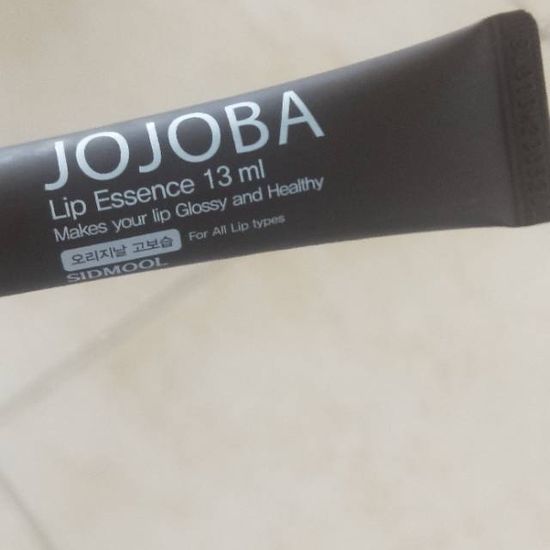 JOJOBA
Lip Essence 13 ml
Makes your lip Glossy and Healthy
오리지날 고보습 For All Lip types
SIDMOOL